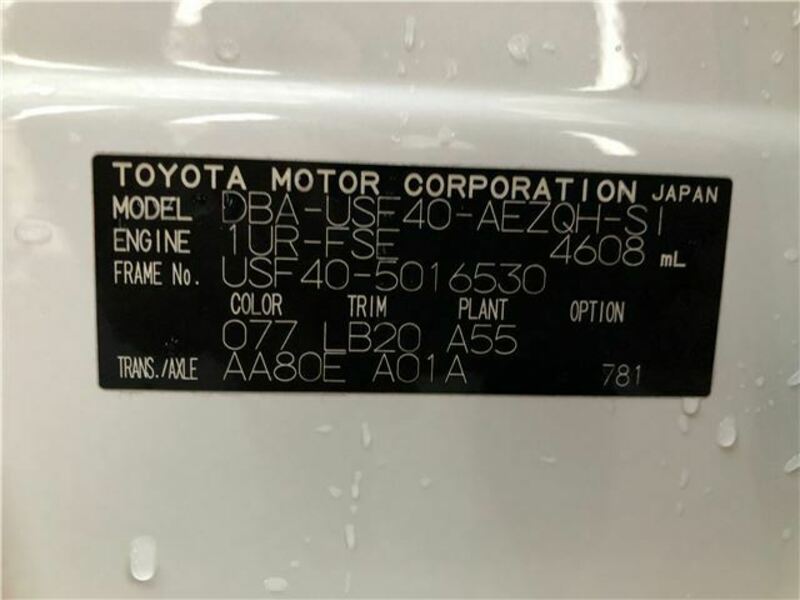 TOYOTA MOTOR CORPORATION JAPAN
MODEL DBA-USF40-AEZQH-SI
ENGINE 1UR-FSE 4608 mL
FRAME No. USF40-5016530
COLOR TRIM PLANT OPTION
077 LB20 A55
TRANS./AXLE AA80E A01A 781